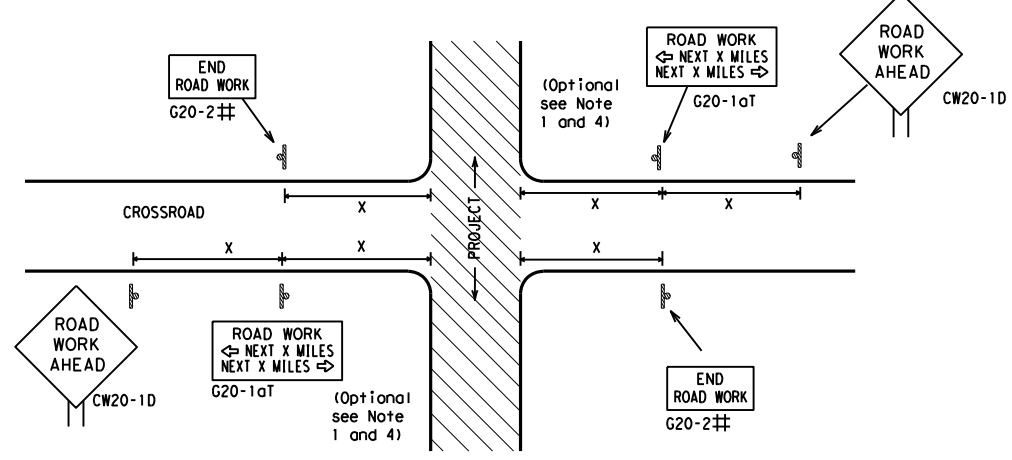 ROAD
WORK
AHEAD
CW20-1D
ROAD WORK
⇦ NEXT X MILES
NEXT X MILES ⇨
G20-1aT
(Optional
see Note
1 and 4)
END
ROAD WORK
G20-2#
X
X
X
CROSSROAD
PROJECT
X
X
X
ROAD
WORK
AHEAD
CW20-1D
ROAD WORK
⇦ NEXT X MILES
NEXT X MILES ⇨
G20-1aT
(Optional
see Note
1 and 4)
END
ROAD WORK
G20-2#